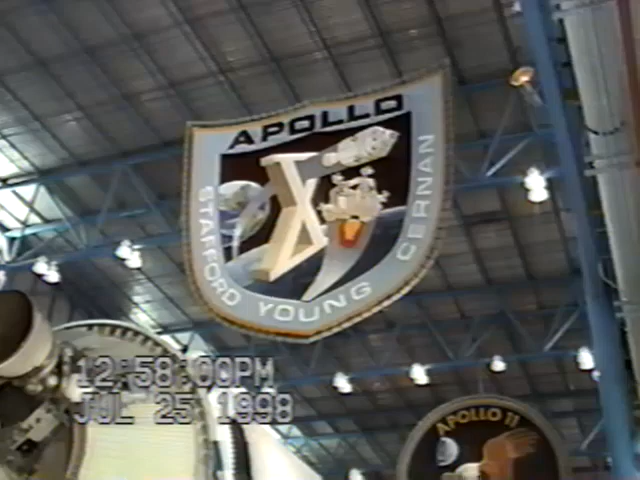 APOLLO
X
STAFFORD YOUNG CERNAN
12:58:00PM
JUL 25 1998
APOLLO 11